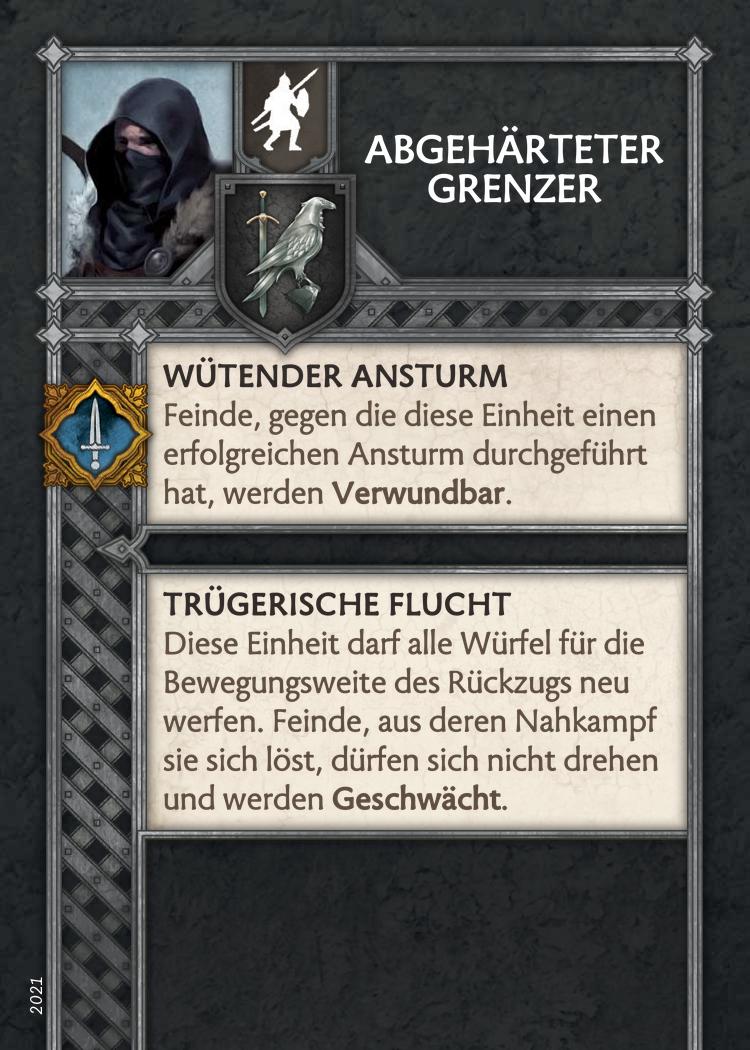 ABGEHÄRTETER
GRENZER
WÜTENDER ANSTURM
Feinde, gegen die diese Einheit einen
erfolgreichen Ansturm durchgeführt
hat, werden Verwundbar.
TRÜGERISCHE FLUCHT
Diese Einheit darf alle Würfel für die
Bewegungsweite des Rückzugs neu
werfen. Feinde, aus deren Nahkampf
sie sich löst, dürfen sich nicht drehen
und werden Geschwächt.
2021